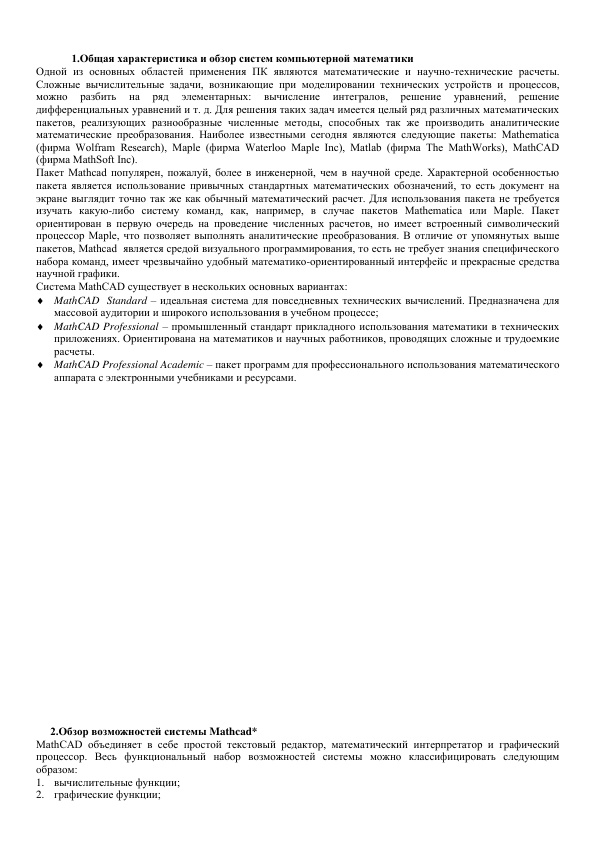 1.Общая характеристика и обзор систем компьютерной математики
Одной из основных областей применения ПК являются математические и научно-технические расчеты.
Сложные вычислительные задачи, возникающие при моделировании технических устройств и процессов,
можно разбить на ряд элементарных: вычисление интегралов, решение уравнений, решение
дифференциальных уравнений и т. д. Для решения таких задач имеется целый ряд различных математических
пакетов, реализующих разнообразные численные методы, способных так же производить аналитические
математические преобразования. Наиболее известными сегодня являются следующие пакеты: Mathematica
(фирма Wolfram Research), Maple (фирма Waterloo Maple Inc), Matlab (фирма The MathWorks), MathCAD
(фирма MathSoft Inc).
Пакет Mathcad популярен, пожалуй, более в инженерной, чем в научной среде. Характерной особенностью
пакета является использование привычных стандартных математических обозначений, то есть документ на
экране выглядит точно так же как обычный математический расчет. Для использования пакета не требуется
изучать какую-либо систему команд, как, например, в случае пакетов Mathematica или Maple. Пакет
ориентирован в первую очередь на проведение численных расчетов, но имеет встроенный символический
процессор Maple, что позволяет выполнять аналитические преобразования. В отличие от упомянутых выше
пакетов, Mathcad является средой визуального программирования, то есть не требует знания специфического
набора команд, имеет чрезвычайно удобный математико-ориентированный интерфейс и прекрасные средства
научной графики.
Система MathCAD существует в нескольких основных вариантах:
♦ MathCAD Standard – идеальная система для повседневных технических вычислений. Предназначена для
массовой аудитории и широкого использования в учебном процессе;
♦ MathCAD Professional – промышленный стандарт прикладного использования математики в технических
приложениях. Ориентирована на математиков и научных работников, проводящих сложные и трудоемкие
расчеты.
♦ MathCAD Professional Academic – пакет программ для профессионального использования математического
аппарата с электронными учебниками и ресурсами.
2.Обзор возможностей системы Mathcad*
MathCAD объединяет в себе простой текстовый редактор, математический интерпретатор и графический
процессор. Весь функциональный набор возможностей системы можно классифицировать следующим
образом:
1. вычислительные функции;
2. графические функции;